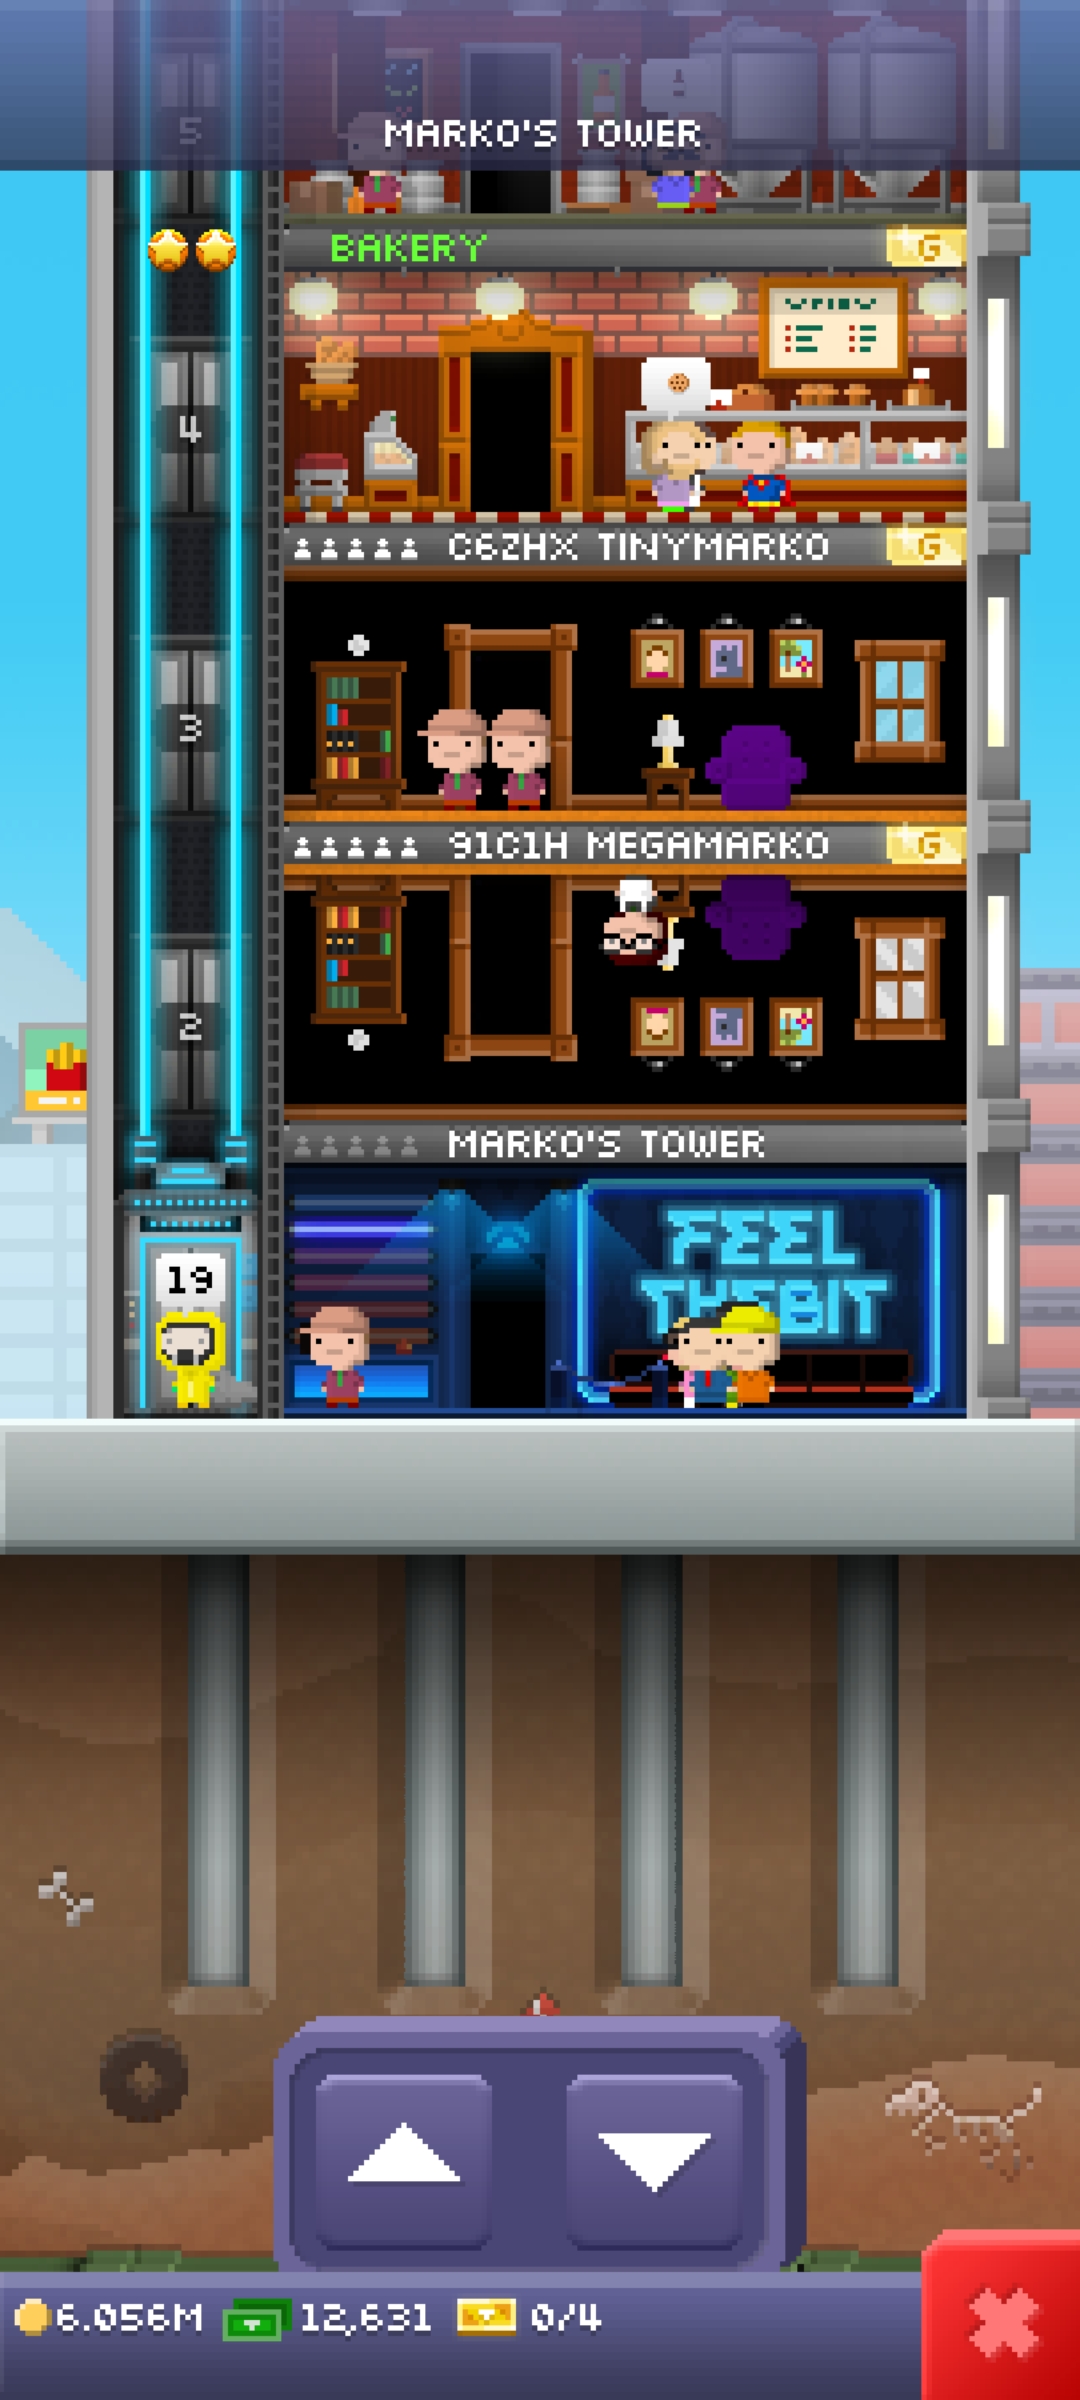 5
MARKO'S TOWER
BAKERY
G
4
C6ZHX TINYMARKO
G
3
91C1H MEGAMARKO
G
2
MARKO'S TOWER
FEEL
THEBIT
19
6.056M 12,631 0/4